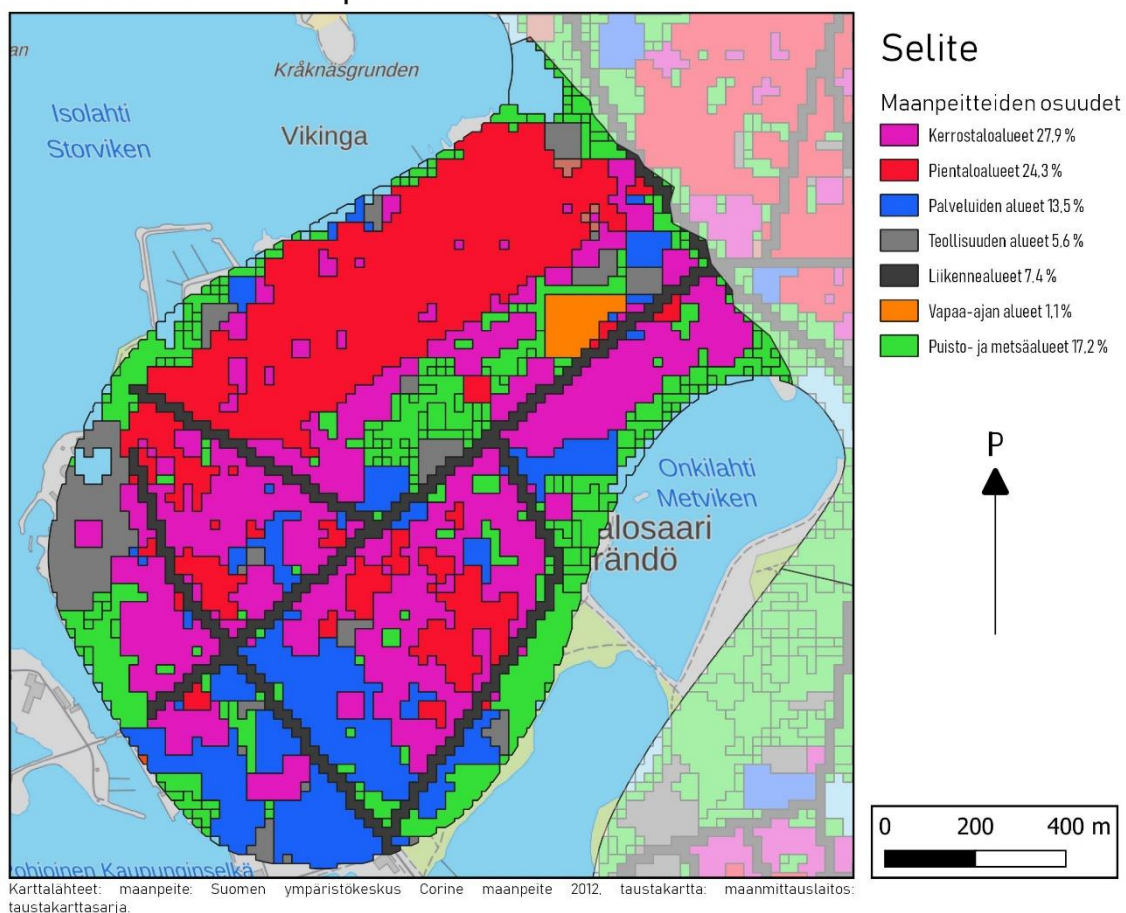 an
Kråknäsgrunden
Isolahti
Storviken
Vikinga
Onkilahti
Metviken
alosaari
rändö
ohjoinen Kaupunginselkä
Selite
Maanpeitteiden osuudet
Kerrostaloalueet 27,9 %
Pientaloalueet 24,3 %
Palveluiden alueet 13,5 %
Teollisuuden alueet 5,6 %
Liikennealueet 7,4 %
Vapaa-ajan alueet 1,1 %
Puisto- ja metsäalueet 17,2 %
P
0 200 400 m
Karttalähteet: maanpeite: Suomen ympäristökeskus Corine maanpeite 2012, taustakartta: maanmittauslaitos:
taustakarttasarja.